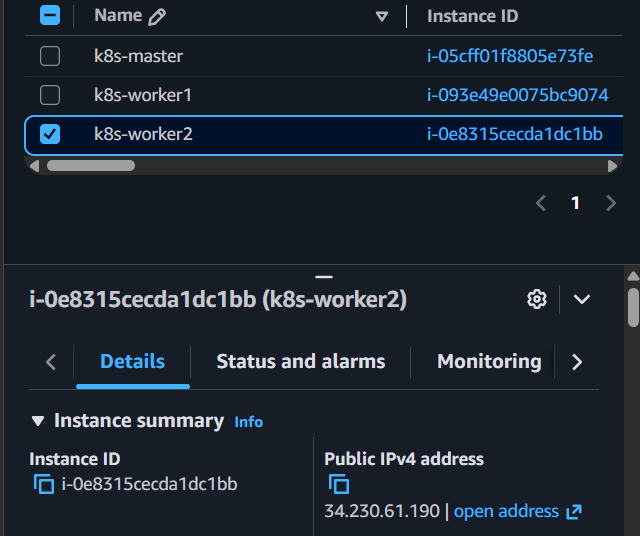 Name Instance ID
k8s-master i-05cff01f8805e73fe
k8s-worker1 i-093e49e0075bc9074
k8s-worker2 i-0e8315cecda1dc1bb
1
i-0e8315cecda1dc1bb (k8s-worker2)
Details Status and alarms Monitoring
Instance summary Info
Instance ID Public IPv4 address
i-0e8315cecda1dc1bb
34.230.61.190 | open address